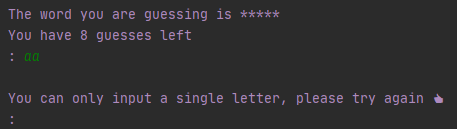 The word you are guessing is *****
You have 8 guesses left
: aa
You can only input a single letter, please try again 👆
: